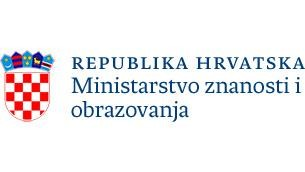 REPUBLIKA HRVATSKA
Ministarstvo znanosti i
obrazovanja